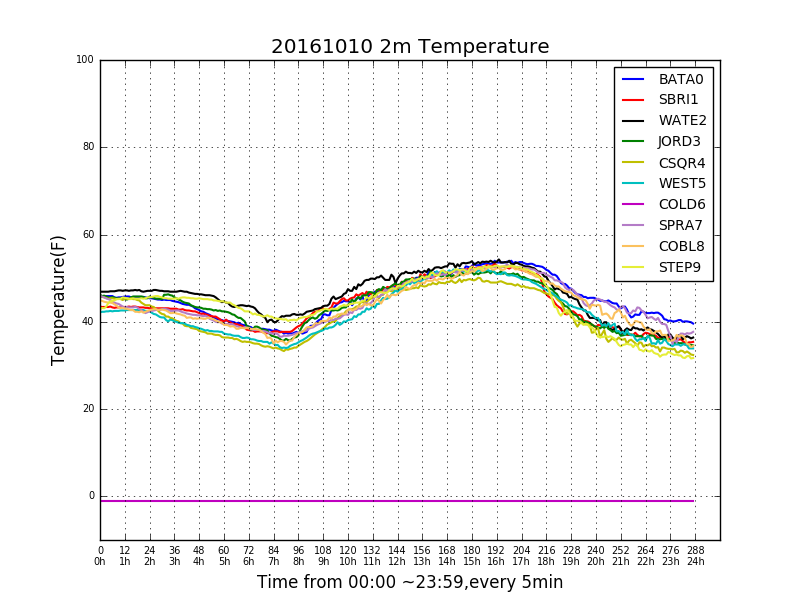 20161010 2m Temperature
100
80
60
40
20
0
Temperature(F)
BATA0
SBRI1
WATE2
JORD3
CSQR4
WEST5
COLD6
SPRA7
COBL8
STEP9
0 12 24 36 48 60 72 84 96 108 120 132 144 156 168 180 192 204 216 228 240 252 264 276 288
0h 1h 2h 3h 4h 5h 6h 7h 8h 9h 10h 11h 12h 13h 14h 15h 16h 17h 18h 19h 20h 21h 22h 23h 24h
Time from 00:00 ~23:59,every 5min